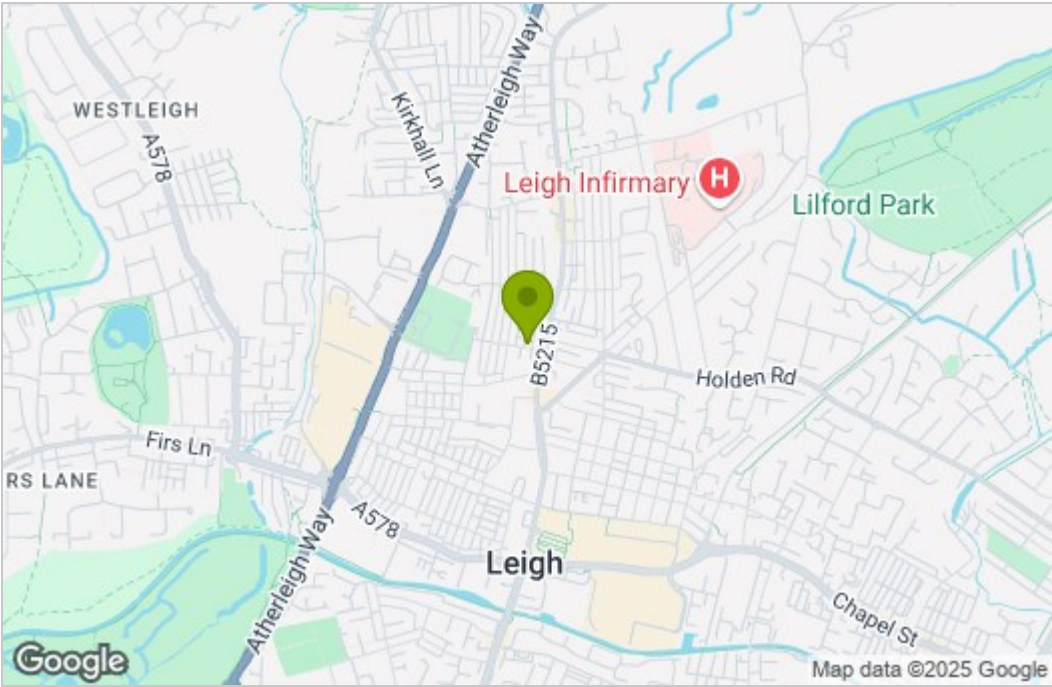 Atherleigh Way
WESTLEIGH
A578
Kirkhall Ln
Leigh Infirmary
H
Lilford Park
B5215
Holden Rd
Firs Ln
RS LANE
A578
Atherleigh Way
Leigh
Chapel St
Google
Map data ©2025 Google